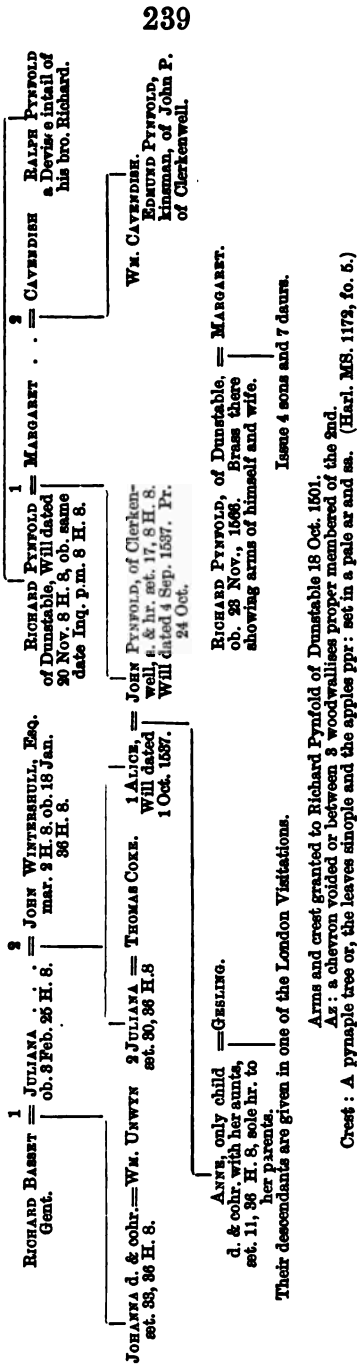 239
RICHARD BASSET = JULIANA . . . = JOHN WINTERSHULL, Esq.
1 2
Gent. ob. 3 Feb. 25 H. 8. mar. 2 H. 8. ob. 18 Jan.
36 H. 8.
RICHARD PYNFOLD = MARGARET . . = CAVENDISH
1 2
of Dunstable, Will dated
20 Nov. 8 H. 8, ob. same
date Inq. p.m. 8 H. 8.
RALPH PYNFOLD
a Devise intail of
his bro. Richard.
JOHANNA d. & cohr. = WM. UNWYN
æt. 33, 36 H. 8.
2 JULIANA = THOMAS COKE.
æt. 30, 36 H.8
1 ALICE, = JOHN PYNFOLD, of Clerken-
Will dated well, s. & hr. æt. 17, 8 H. 8.
1 Oct. 1537. Will dated 4 Sep. 1537. Pr.
24 Oct.
WM. CAVENDISH.
EDMUND PYNFOLD,
kinsman, of John P.
of Clerkenwell.
ANNE, only child = GESLING.
d. & cohr. with her aunts,
æt. 11, 36 H. 8, sole hr. to
her parents.
Their descendants are given in one of the London Visitations.
RICHARD PYNFOLD, of Dunstable, = MARGARET.
ob. 23 Nov., 1566. Brass there
showing arms of himself and wife.
Issue 4 sons and 7 daurs.
Arms and crest granted to Richard Pynfold of Dunstable 18 Oct. 1501.
Az : a chevron voided or between 3 woodwallises proper membered of the 2nd.
Crest : A pynaple tree or, the leaves sinople and the apples ppr : set in a pale ar and sa. (Harl. MS. 1172, fo. 5.)